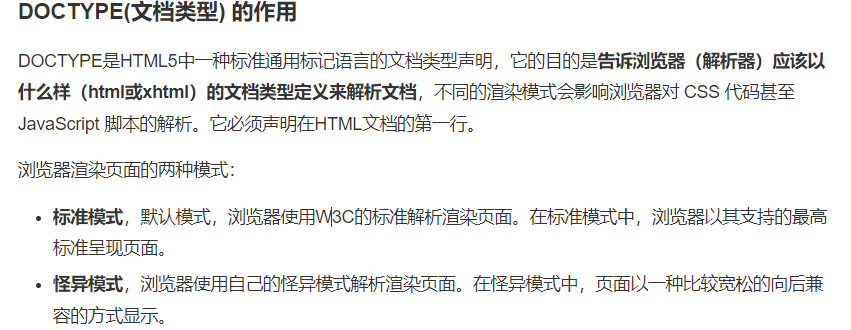 DOCTYPE(文档类型) 的作用
DOCTYPE是HTML5中一种标准通用标记语言的文档类型声明，它的目的是告诉浏览器（解析器）应该以
什么样（html或xhtml）的文档类型定义来解析文档，不同的渲染模式会影响浏览器对 CSS 代码甚至
JavaScript 脚本的解析。它必须声明在HTML文档的第一行。
浏览器渲染页面的两种模式：
• 标准模式，默认模式，浏览器使用W3C的标准解析渲染页面。在标准模式中，浏览器以其支持的最高
标准呈现页面。
• 怪异模式，浏览器使用自己的怪异模式解析渲染页面。在怪异模式中，页面以一种比较宽松的向后兼
容的方式显示。